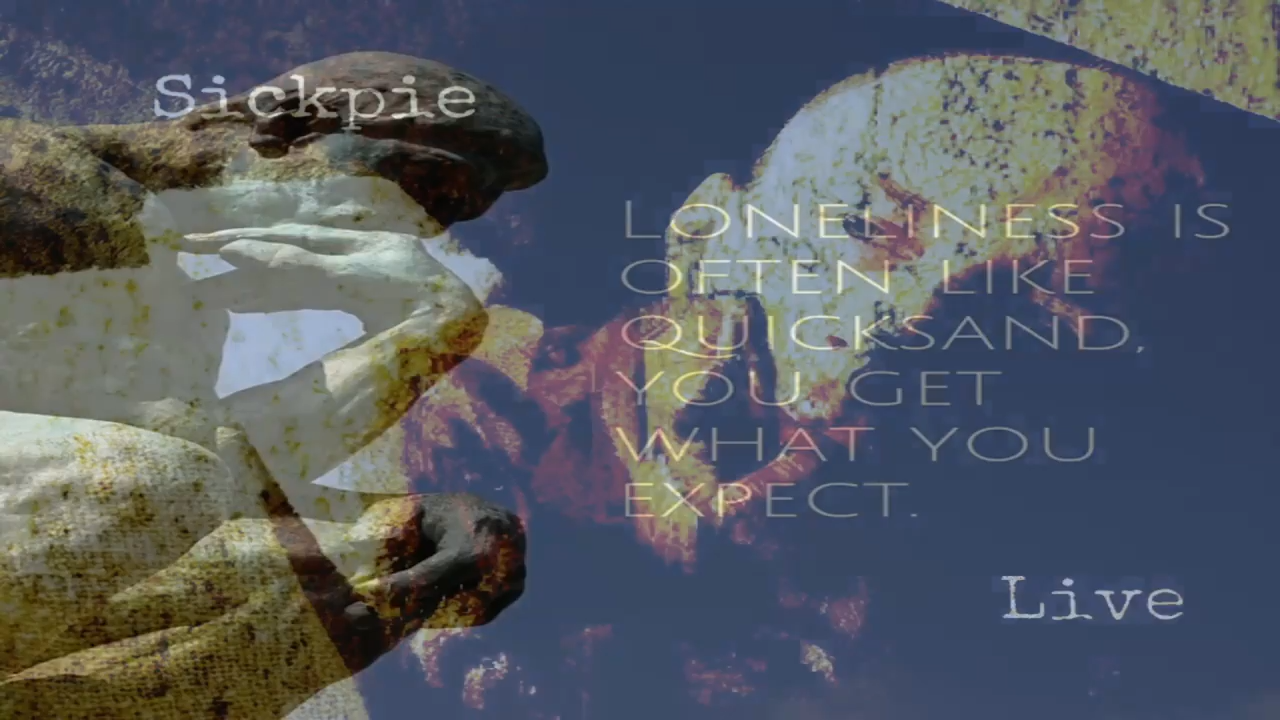 Sickpie
LONELINESS IS
OFTEN LIKE
QUICKSAND,
YOU GET
WHAT YOU
EXPECT.
Live